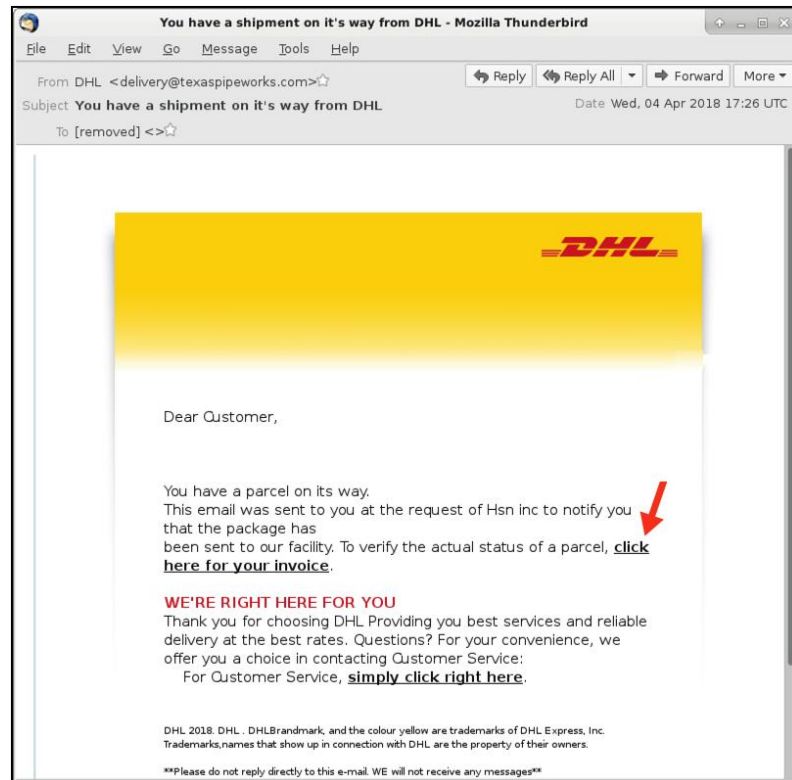 You have a shipment on it's way from DHL - Mozilla Thunderbird
File Edit View Go Message Tools Help
From DHL <delivery@texaspipeworks.com> Reply Reply All Forward More
Subject You have a shipment on it's way from DHL Date Wed, 04 Apr 2018 17:26 UTC
To [removed] <>
DHL
Dear Customer,
You have a parcel on its way.
This email was sent to you at the request of Hsn inc to notify you
that the package has
been sent to our facility. To verify the actual status of a parcel, click
here for your invoice.
WE'RE RIGHT HERE FOR YOU
Thank you for choosing DHL Providing you best services and reliable
delivery at the best rates. Questions? For your convenience, we
offer you a choice in contacting Customer Service:
For Customer Service, simply click right here.
DHL 2018. DHL . DHLBrandmark, and the colour yellow are trademarks of DHL Express, Inc.
Trademarks,names that show up in connection with DHL are the property of their owners.
**Please do not reply directly to this e-mail. WE will not receive any messages**